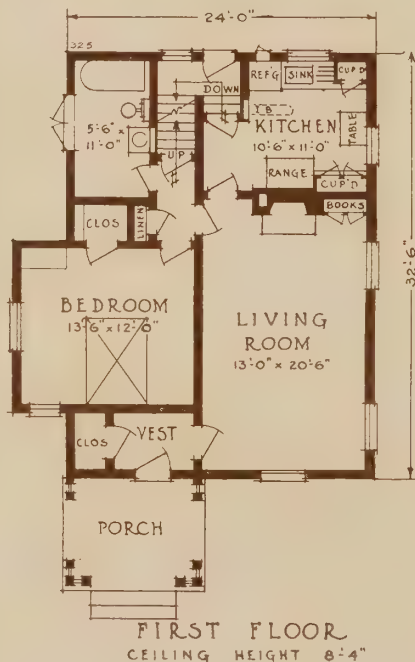 24'-0"
325
REF'G
SINK
CUP'D
DOWN
5'-6" x
11'-0"
B
KITCHEN
10'-6" x 11'-0"
TABLE
UP
RANGE
CUP'D
BOOKS
CLOS
LINEN
32'-6"
BEDROOM
13'-6" x 12'-6"
LIVING
ROOM
13'-0" x 20'-6"
CLOS
VEST
PORCH
FIRST FLOOR
CEILING HEIGHT 8'-4"